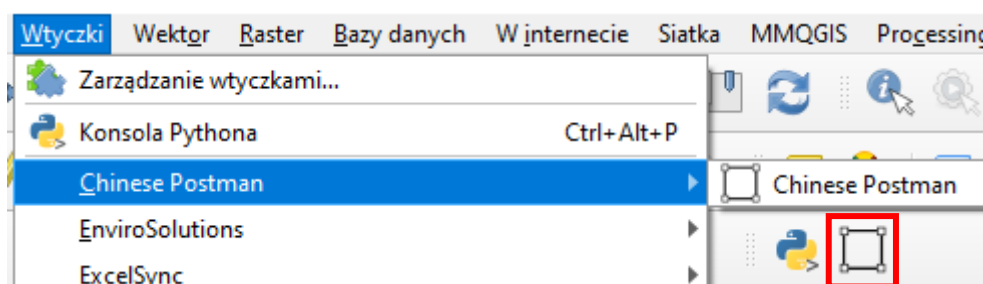 Wtyczki Wektor Raster Bazy danych W internecie Siatka MMQGIS Processing
Zarządzanie wtyczkami...
Konsola Pythona Ctrl+Alt+P
Chinese Postman Chinese Postman
EnviroSolutions
ExcelSync